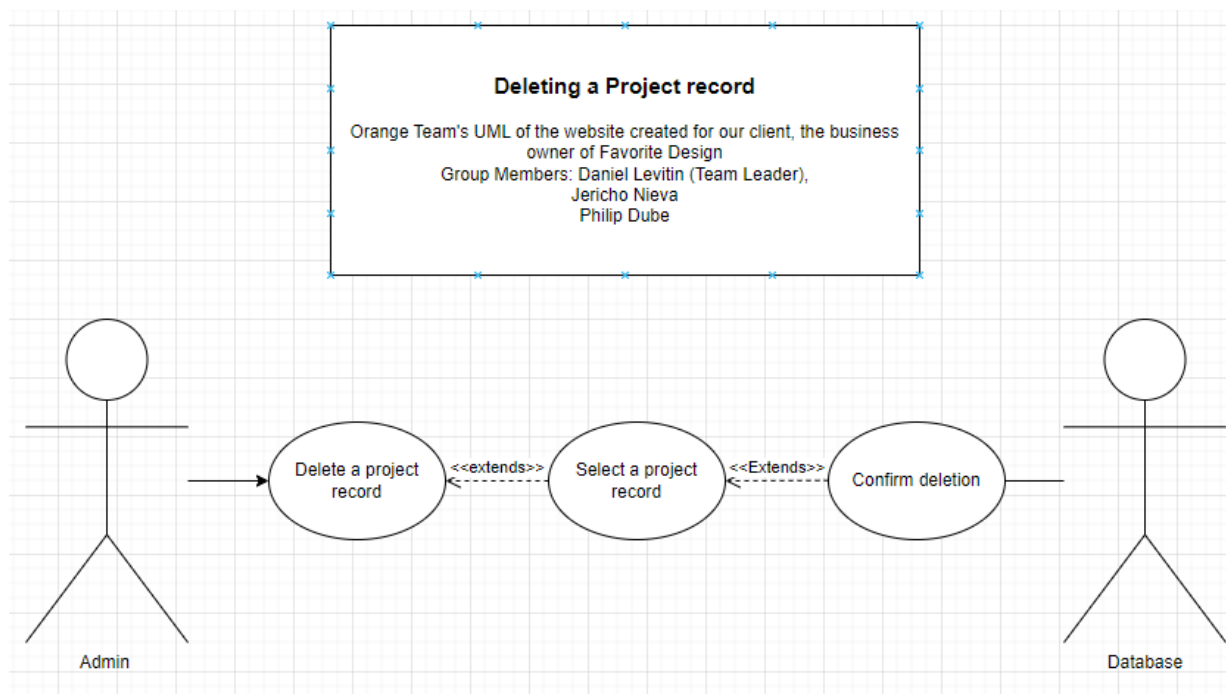 Deleting a Project record
Orange Team's UML of the website created for our client, the business
owner of Favorite Design
Group Members: Daniel Levitin (Team Leader),
Jericho Nieva
Philip Dube
Delete a project
record
<<extends>>
Select a project
record
<<Extends>>
Confirm deletion
Admin
Database